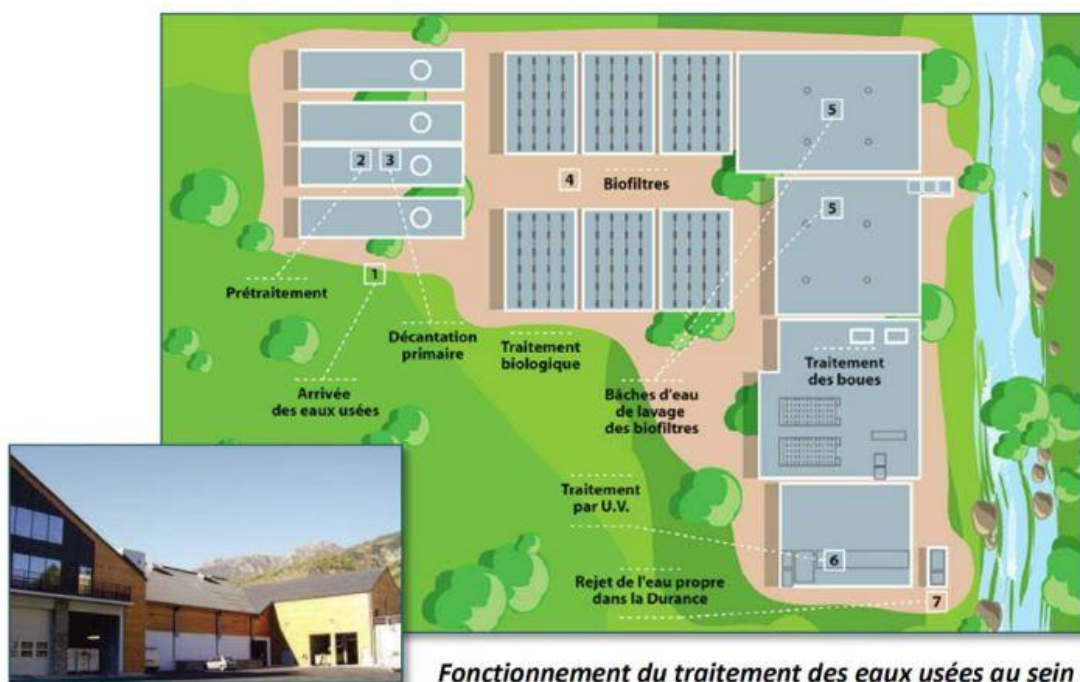 5
5
2 3
4 Biofiltres
1
Prétraitement
Décantation
primaire
Traitement
biologique
Traitement
des boues
Arrivée
des eaux usées
Bâches d'eau
de lavage
des biofiltres
Traitement
par U.V.
6
Rejet de l'eau propre
dans la Durance
7
Fonctionnement du traitement des eaux usées au sein